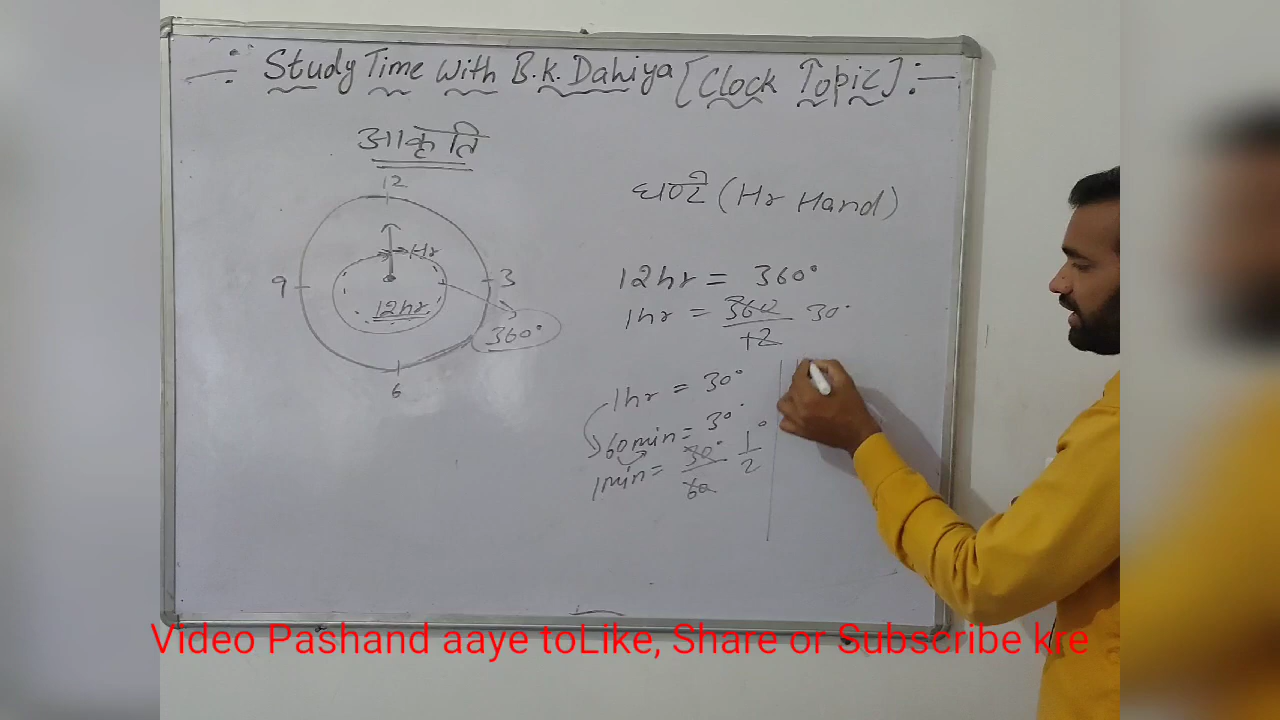 Study Time With B.K. Dahiya [Clock Topic]:-
आकृति
12
Hr
9
3
12hr
360°
6
घण्टे (Hr Hand)
12hr = 360°
1hr = 360/12 30°
1hr = 30°
60min = 30°
1min = 30°/60 1/2°
Video Pashand aaye toLike, Share or Subscribe kre